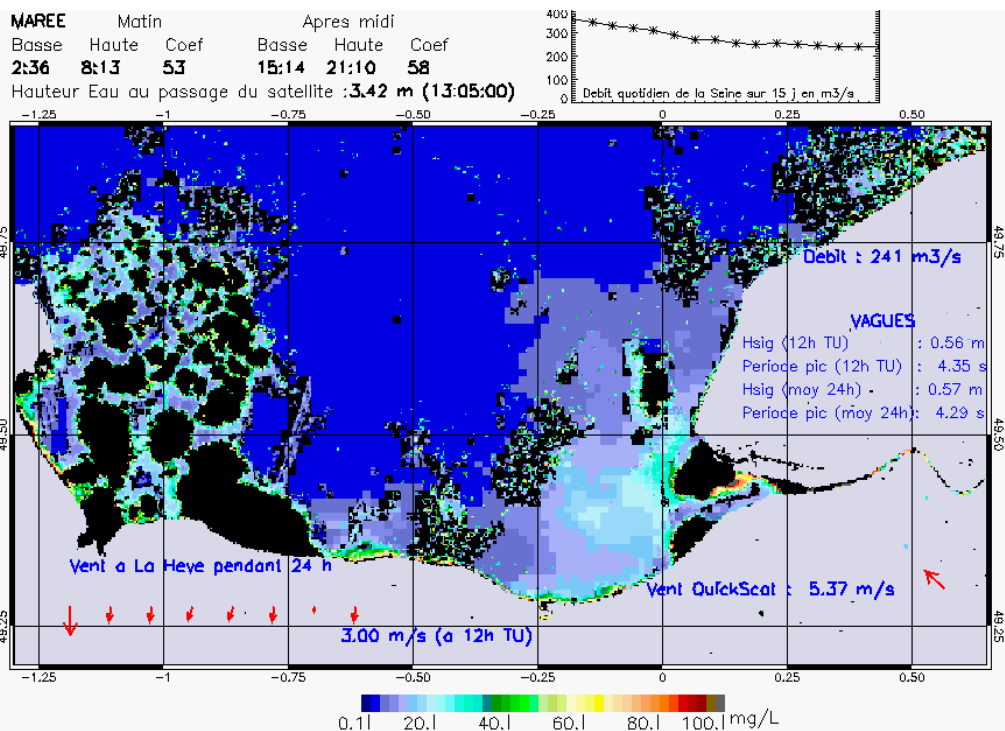 MAREE Matin Apres midi
Basse Haute Coef Basse Haute Coef
2:36 8:13 53 15:14 21:10 58
Hauteur Eau au passage du satellite : 3.42 m (13:05:00)
400
300
200
100
0
Debit quotidien de la Seine sur 15 j en m3/s
-1.25 -1 -0.75 -0.50 -0.25 0 0.25 0.50
49.75 49.75
Debit : 241 m3/s
VAGUES
Hsig (12h TU) : 0.56 m
Periode pic (12h TU) : 4.35 s
Hsig (moy 24h) : 0.57 m
Periode pic (moy 24h): 4.29 s
49.50 49.50
Vent a La Heve pendant 24 h
Vent QuickScat : 5.37 m/s
3.00 m/s (a 12h TU)
49.25 49.25
-1.25 -1 -0.75 -0.50 -0.25 0 0.25 0.50
0.1 20.1 40.1 60.1 80.1 100.1 mg/L